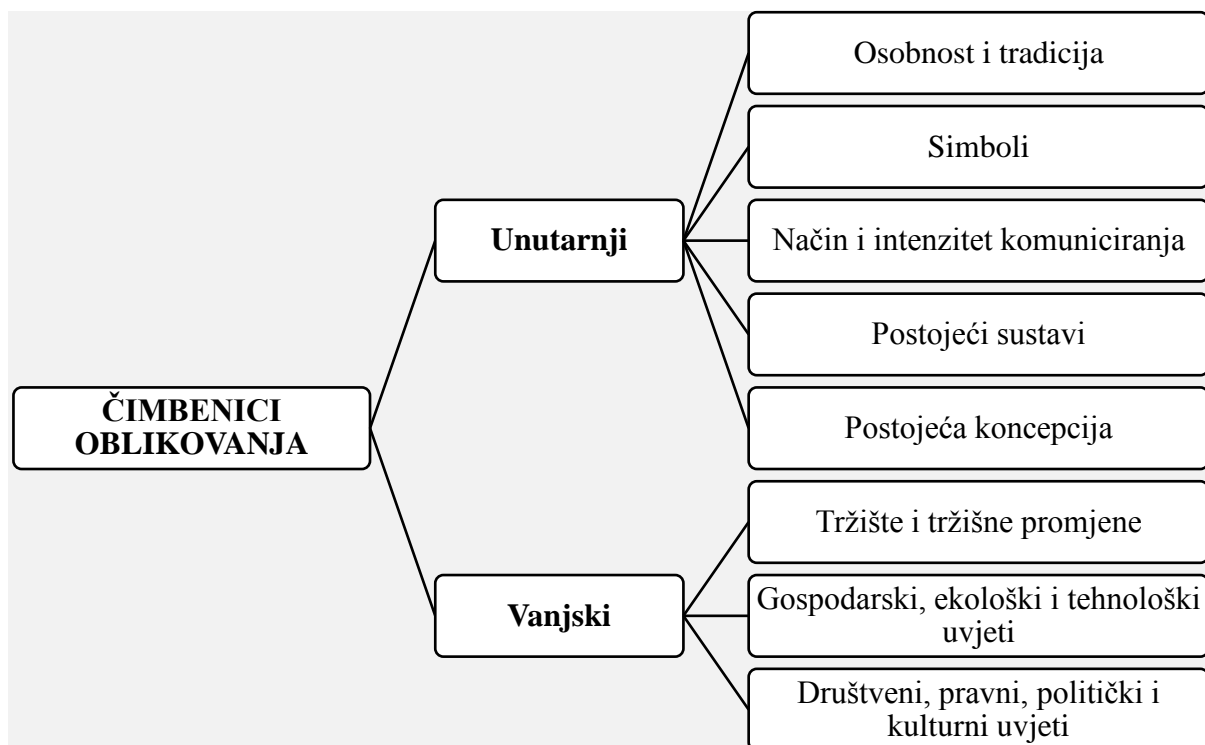 Osobnost i tradicija
Simboli
Unutarnji
Način i intenzitet komuniciranja
Postojeći sustavi
ČIMBENICI
OBLIKOVANJA
Postojeća koncepcija
Tržište i tržišne promjene
Vanjski
Gospodarski, ekološki i tehnološki
uvjeti
Društveni, pravni, politički i
kulturni uvjeti